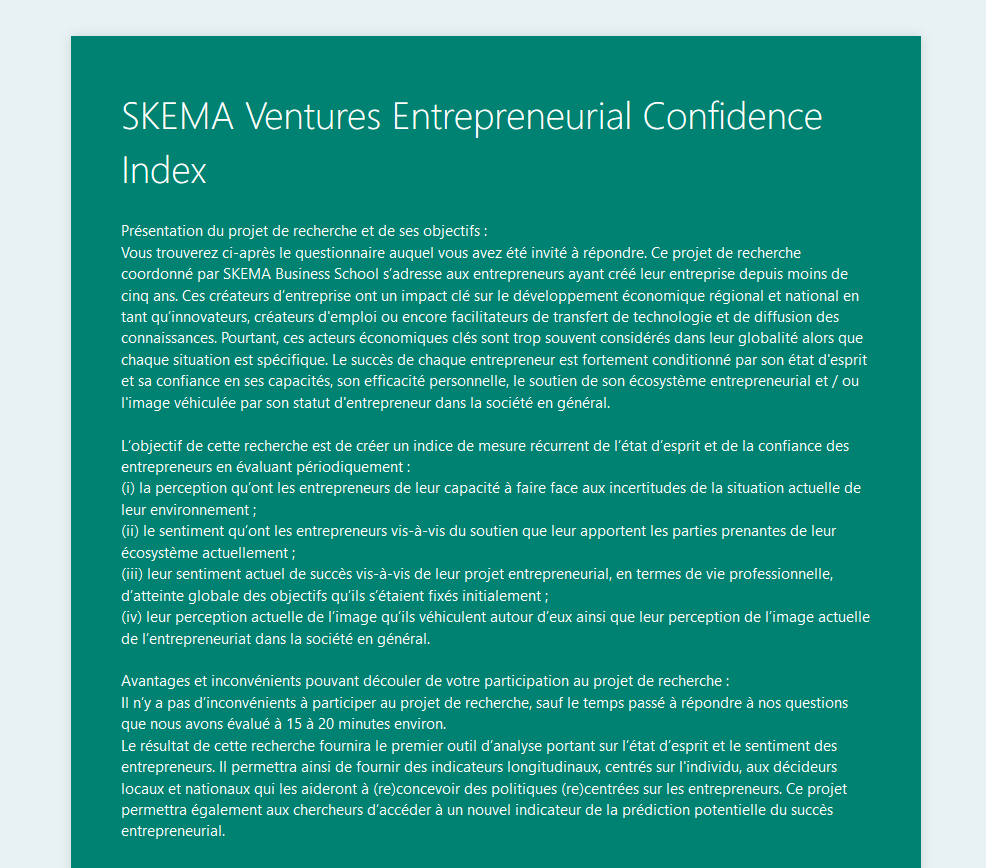 SKEMA Ventures Entrepreneurial Confidence
Index
Présentation du projet de recherche et de ses objectifs :
Vous trouverez ci-après le questionnaire auquel vous avez été invité à répondre. Ce projet de recherche
coordonné par SKEMA Business School s’adresse aux entrepreneurs ayant créé leur entreprise depuis moins de
cinq ans. Ces créateurs d’entreprise ont un impact clé sur le développement économique régional et national en
tant qu’innovateurs, créateurs d'emploi ou encore facilitateurs de transfert de technologie et de diffusion des
connaissances. Pourtant, ces acteurs économiques clés sont trop souvent considérés dans leur globalité alors que
chaque situation est spécifique. Le succès de chaque entrepreneur est fortement conditionné par son état d'esprit
et sa confiance en ses capacités, son efficacité personnelle, le soutien de son écosystème entrepreneurial et / ou
l'image véhiculée par son statut d'entrepreneur dans la société en général.
L’objectif de cette recherche est de créer un indice de mesure récurrent de l’état d’esprit et de la confiance des
entrepreneurs en évaluant périodiquement :
(i) la perception qu’ont les entrepreneurs de leur capacité à faire face aux incertitudes de la situation actuelle de
leur environnement ;
(ii) le sentiment qu’ont les entrepreneurs vis-à-vis du soutien que leur apportent les parties prenantes de leur
écosystème actuellement ;
(iii) leur sentiment actuel de succès vis-à-vis de leur projet entrepreneurial, en termes de vie professionnelle,
d’atteinte globale des objectifs qu’ils s’étaient fixés initialement ;
(iv) leur perception actuelle de l’image qu’ils véhiculent autour d’eux ainsi que leur perception de l’image actuelle
de l’entrepreneuriat dans la société en général.
Avantages et inconvénients pouvant découler de votre participation au projet de recherche :
Il n’y a pas d’inconvénients à participer au projet de recherche, sauf le temps passé à répondre à nos questions
que nous avons évalué à 15 à 20 minutes environ.
Le résultat de cette recherche fournira le premier outil d’analyse portant sur l’état d’esprit et le sentiment des
entrepreneurs. Il permettra ainsi de fournir des indicateurs longitudinaux, centrés sur l'individu, aux décideurs
locaux et nationaux qui les aideront à (re)concevoir des politiques (re)centrées sur les entrepreneurs. Ce projet
permettra également aux chercheurs d’accéder à un nouvel indicateur de la prédiction potentielle du succès
entrepreneurial.